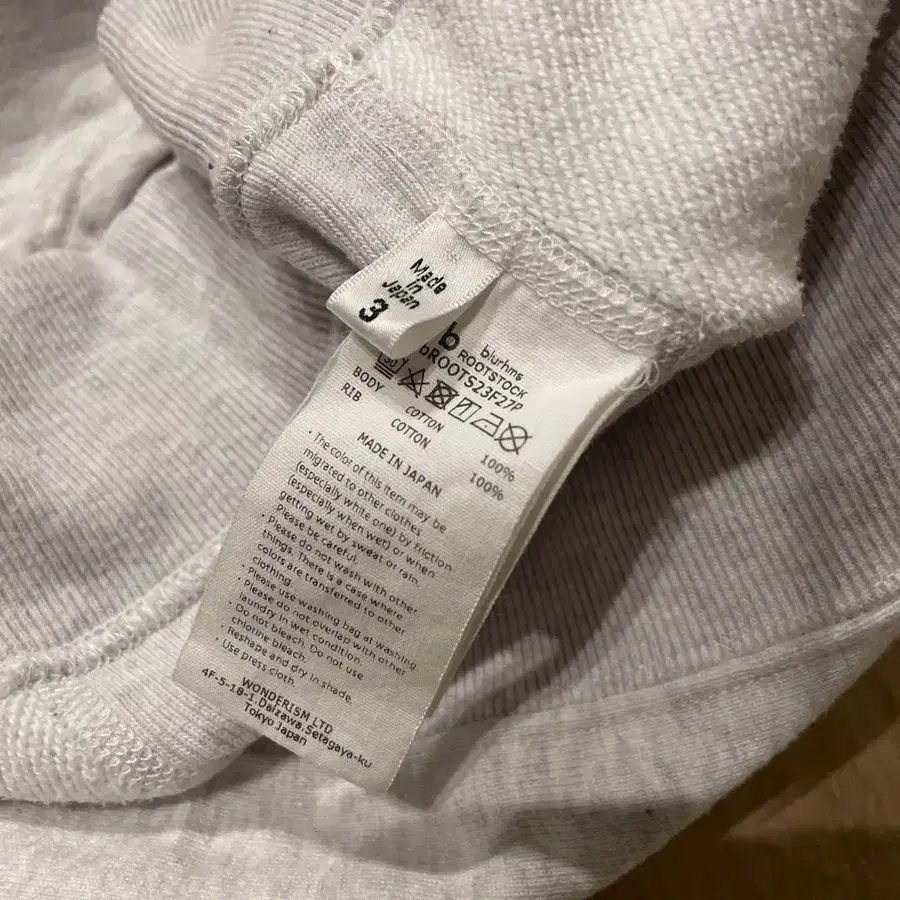 Made
in
Japan
3
b
blurhms
ROOTSTOCK
bROOTS23F27P
BODY COTTON 100%
RIB COTTON 100%
MADE IN JAPAN
・The color of this item may be
migrated to other clothes
(especially white one) by friction
(especially when wet) or when
getting wet by sweat or rain.
Please be careful.
・Please do not wash with other
things. There is a case where
colors are transferred to other
clothing.
・Please use washing bag at washing
・Please do not overlap with other
laundry in wet condition.
・Do not bleach. Do not use
chlorine bleach.
・Reshape and dry in shade.
・Use press cloth.
WONDERISM LTD
4F-5-18-1,Daizawa,Setagaya-ku
Tokyo Japan